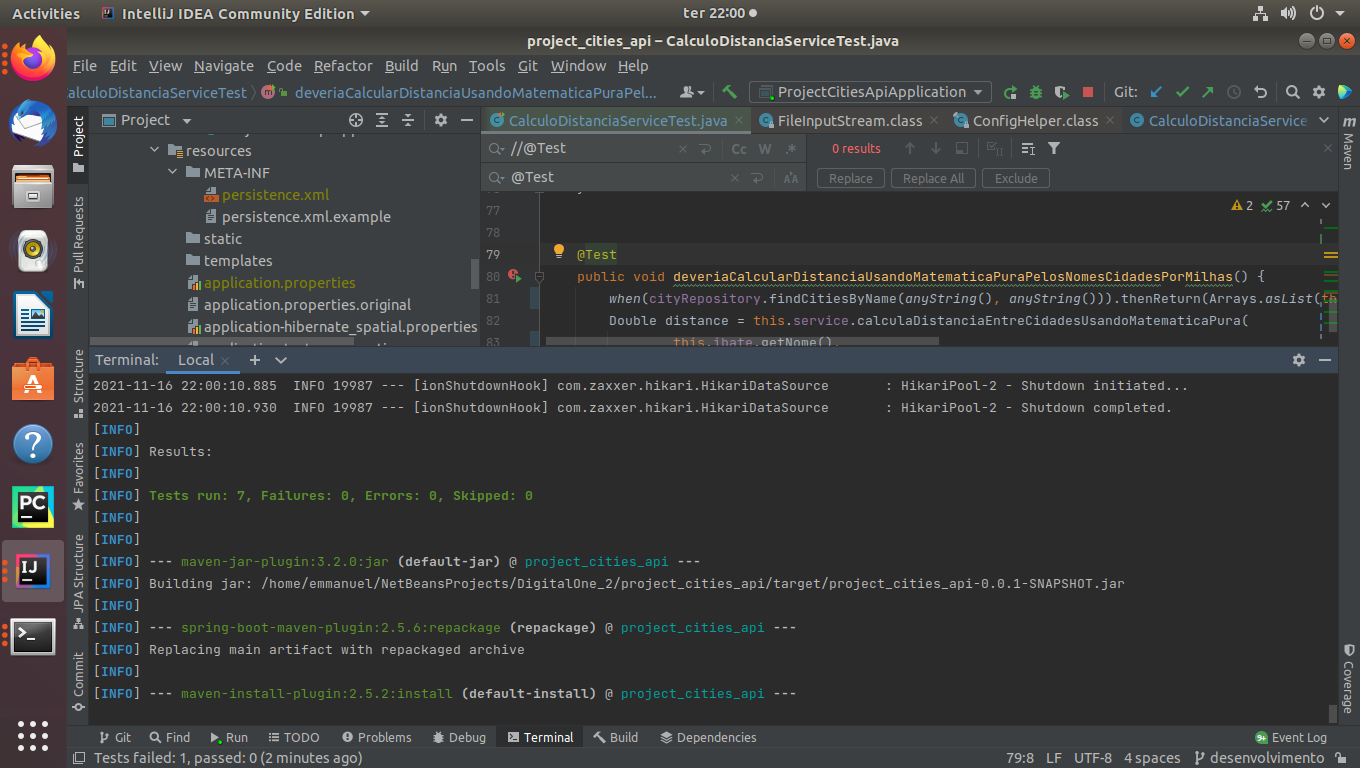 Activities IntelliJ IDEA Community Edition ter 22:00
project_cities_api – CalculoDistanciaServiceTest.java
File Edit View Navigate Code Refactor Build Run Tools Git Window Help
alculoDistanciaServiceTest deveriaCalcularDistanciaUsandoMatematicaPuraPel... ProjectCitiesApiApplication Git:
Project
CalculoDistanciaServiceTest.java FileInputStream.class ConfigHelper.class CalculoDistanciaService
resources
META-INF
persistence.xml
persistence.xml.example
static
templates
application.properties
application.properties.original
application-hibernate_spatial.properties
//@Test Cc W .* 0 results
@Test Replace Replace All Exclude
2 57
77
78
79 @Test
80 public void deveriaCalcularDistanciaUsandoMatematicaPuraPelosNomesCidadesPorMilhas() {
81 when(cityRepository.findCitiesByName(anyString(), anyString())).thenReturn(Arrays.asList(th
82 Double distance = this.service.calculaDistanciaEntreCidadesUsandoMatematicaPura(
83 this.ibate.getNome(),
Terminal: Local
2021-11-16 22:00:10.885 INFO 19987 --- [ionShutdownHook] com.zaxxer.hikari.HikariDataSource : HikariPool-2 - Shutdown initiated...
2021-11-16 22:00:10.930 INFO 19987 --- [ionShutdownHook] com.zaxxer.hikari.HikariDataSource : HikariPool-2 - Shutdown completed.
[INFO]
[INFO] Results:
[INFO]
[INFO] Tests run: 7, Failures: 0, Errors: 0, Skipped: 0
[INFO]
[INFO]
[INFO] --- maven-jar-plugin:3.2.0:jar (default-jar) @ project_cities_api ---
[INFO] Building jar: /home/emmanuel/NetBeansProjects/DigitalOne_2/project_cities_api/target/project_cities_api-0.0.1-SNAPSHOT.jar
[INFO]
[INFO] --- spring-boot-maven-plugin:2.5.6:repackage (repackage) @ project_cities_api ---
[INFO] Replacing main artifact with repackaged archive
[INFO]
[INFO] --- maven-install-plugin:2.5.2:install (default-install) @ project_cities_api ---
Project
Pull Requests
Structure
Favorites
JPA Structure
Commit
Maven
Coverage
PC
IJ
Git Find Run TODO Problems Debug Terminal Build Dependencies 9+ Event Log
Tests failed: 1, passed: 0 (2 minutes ago) 79:8 LF UTF-8 4 spaces desenvolvimento